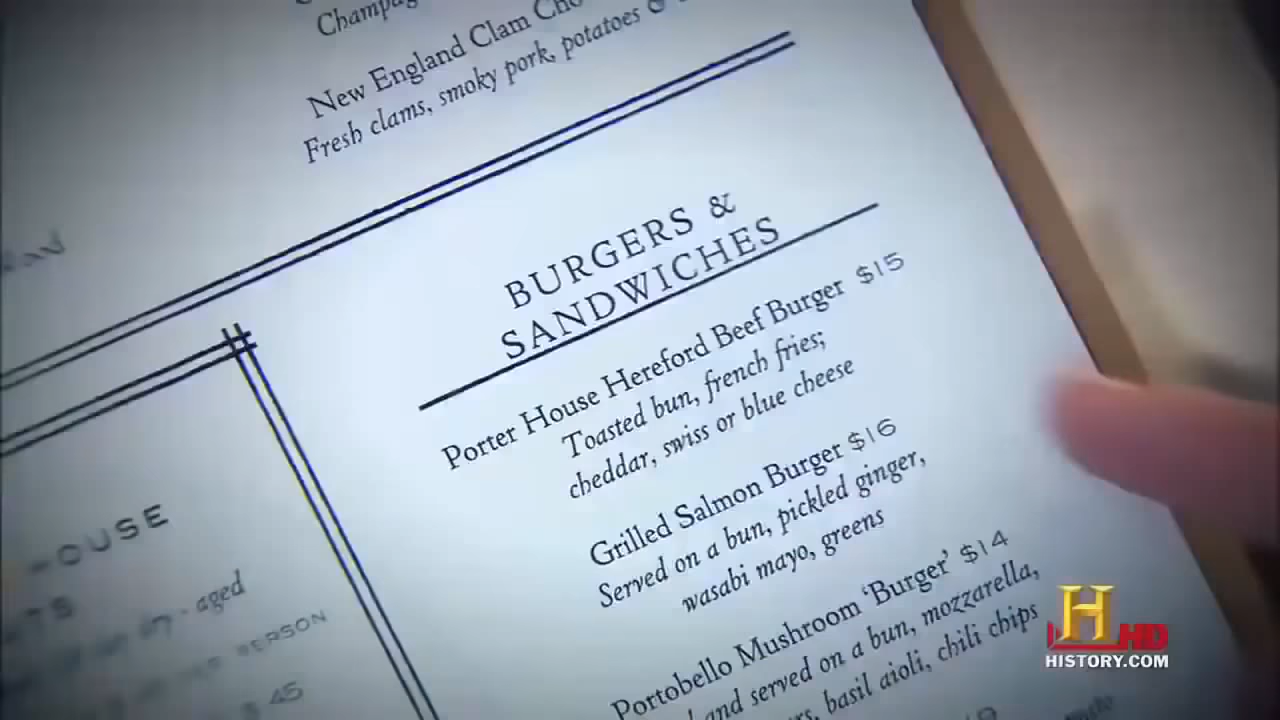 New England Clam
Fresh clams, smoky pork, potatoes &
BURGERS &
SANDWICHES
Porter House Hereford Beef Burger $15
Toasted bun, french fries;
cheddar, swiss or blue cheese
Grilled Salmon Burger $16
Served on a bun, pickled ginger,
wasabi mayo, greens
Portobello Mushroom ‘Burger’ $14
and served on a bun, mozzarella,
basil aioli, chili chips
aged
PERSON
$45
H HD
HISTORY.COM